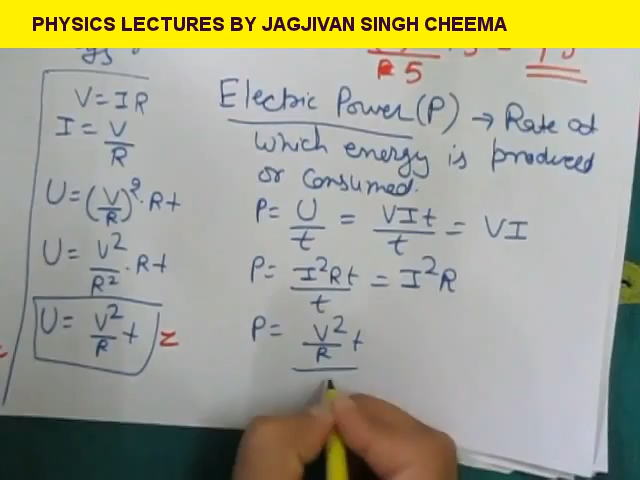 PHYSICS LECTURES BY JAGJIVAN SINGH CHEEMA
R 5
V = IR
I = V/R
U = (V/R)² · Rt
U = V²/R² · Rt
U = V²/R t
Electric Power (P) → Rate at
which energy is produced
or consumed.
P = U/t = VIt/t = VI
P = I²Rt/t = I²R
P = V²/R t